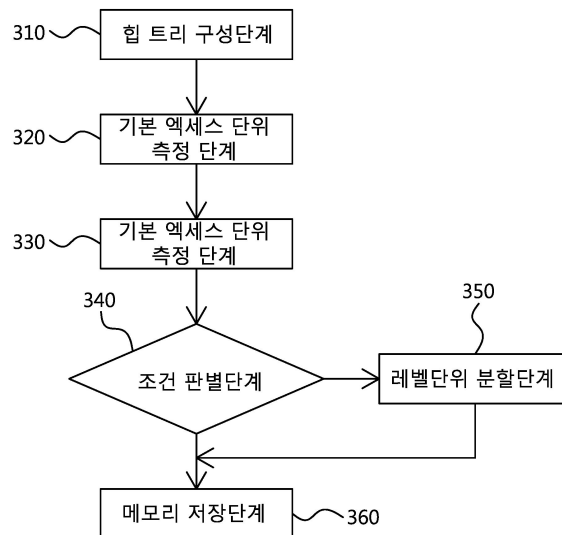 310
힙 트리 구성단계
320
기본 엑세스 단위
측정 단계
330
기본 엑세스 단위
측정 단계
340
조건 판별단계
350
레벨단위 분할단계
메모리 저장단계
360